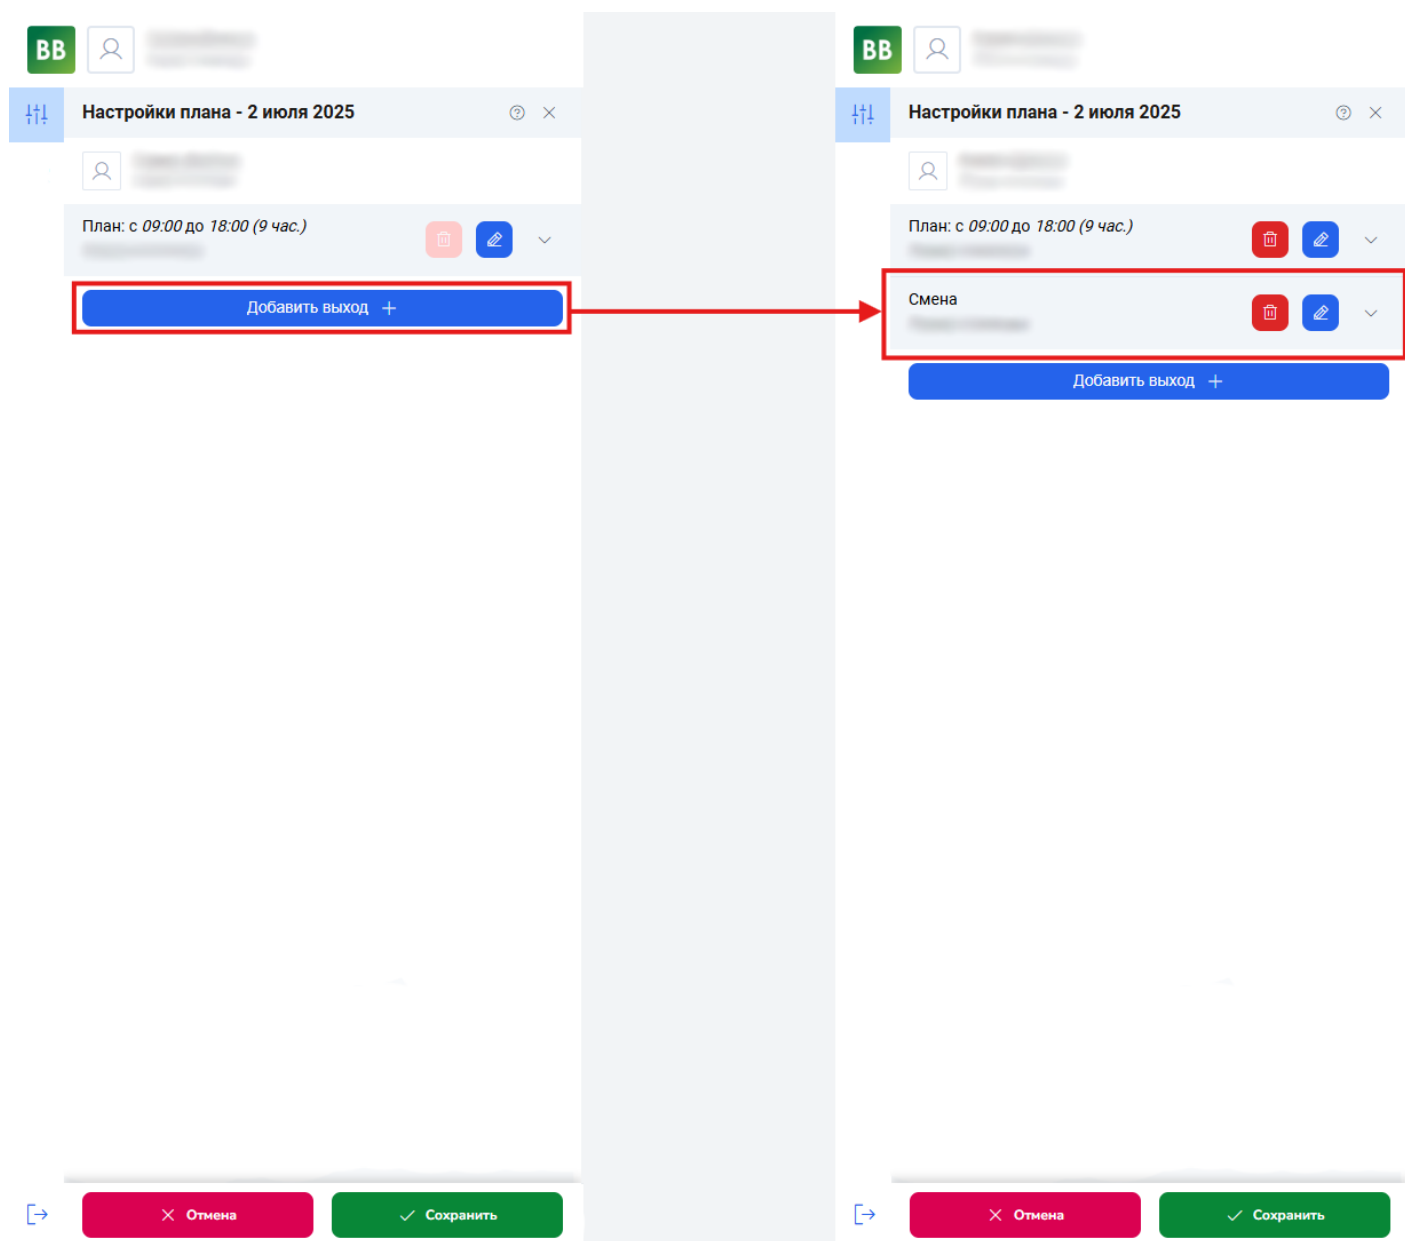 BB
Настройки плана - 2 июля 2025
План: с 09:00 до 18:00 (9 час.)
Добавить выход +
Отмена
Сохранить
BB
Настройки плана - 2 июля 2025
План: с 09:00 до 18:00 (9 час.)
Смена
Добавить выход +
Отмена
Сохранить